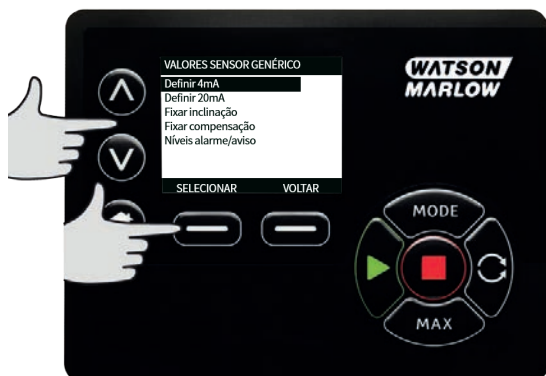 VALORES SENSOR GENÉRICO
Definir 4mA
Definir 20mA
Fixar inclinação
Fixar compensação
Níveis alarme/aviso
SELECIONAR VOLTAR
WATSON
MARLOW
MODE
MAX